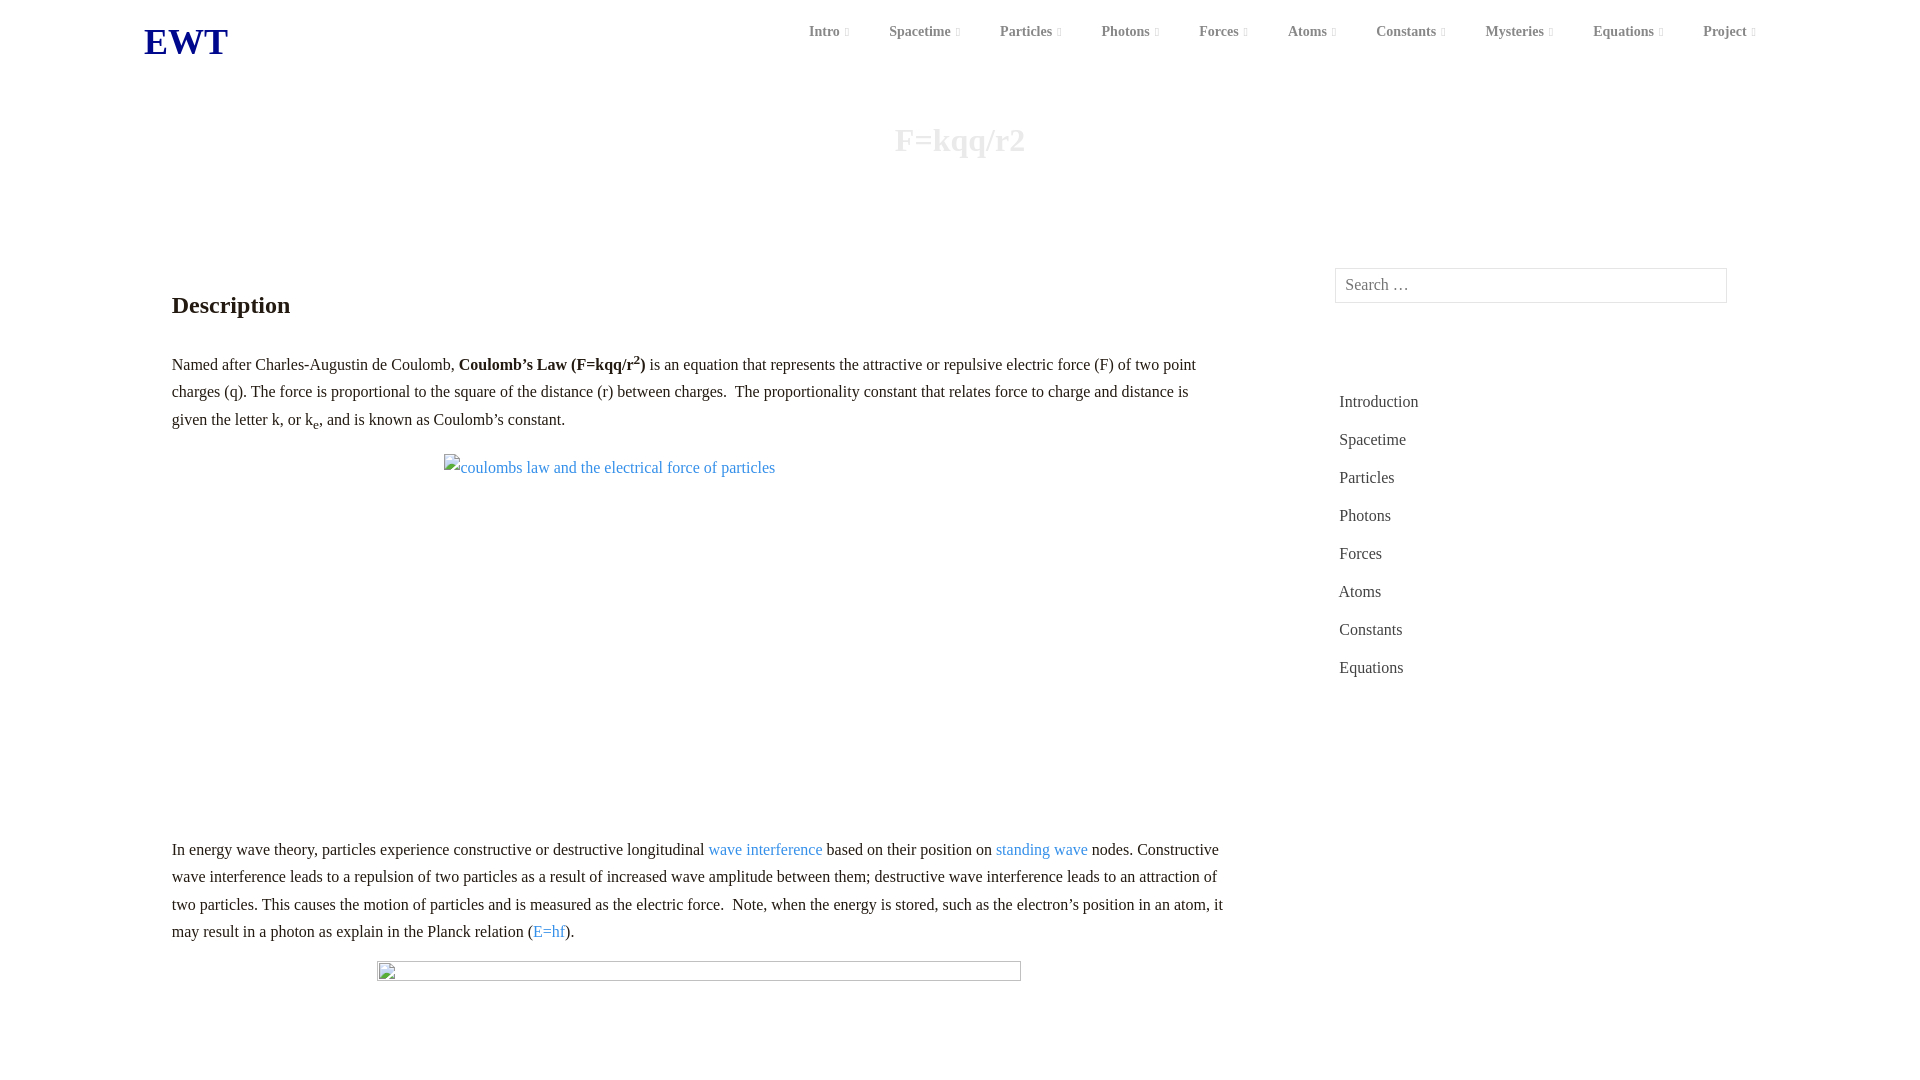 EWT
Intro
Spacetime
Particles
Photons
Forces
Atoms
Constants
Mysteries
Equations
Project
F=kqq/r2
Search …
Description
Named after Charles-Augustin de Coulomb, Coulomb’s Law (F=kqq/r2) is an equation that represents the attractive or repulsive electric force (F) of two point
charges (q). The force is proportional to the square of the distance (r) between charges.  The proportionality constant that relates force to charge and distance is
given the letter k, or ke, and is known as Coulomb’s constant.
coulombs law and the electrical force of particles
In energy wave theory, particles experience constructive or destructive longitudinal wave interference based on their position on standing wave nodes. Constructive
wave interference leads to a repulsion of two particles as a result of increased wave amplitude between them; destructive wave interference leads to an attraction of
two particles. This causes the motion of particles and is measured as the electric force.  Note, when the energy is stored, such as the electron’s position in an atom, it
may result in a photon as explain in the Planck relation (E=hf).
Introduction
Spacetime
Particles
Photons
Forces
Atoms
Constants
Equations